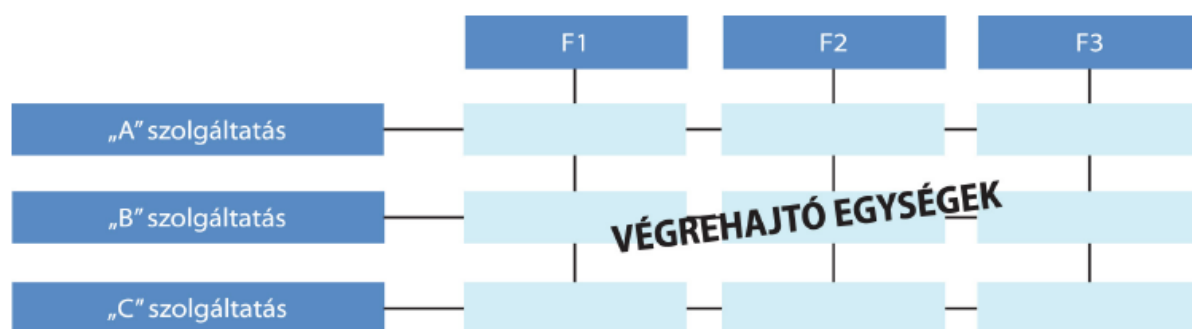 F1 F2 F3
„A” szolgáltatás
„B” szolgáltatás
VÉGREHAJTÓ EGYSÉGEK
„C” szolgáltatás